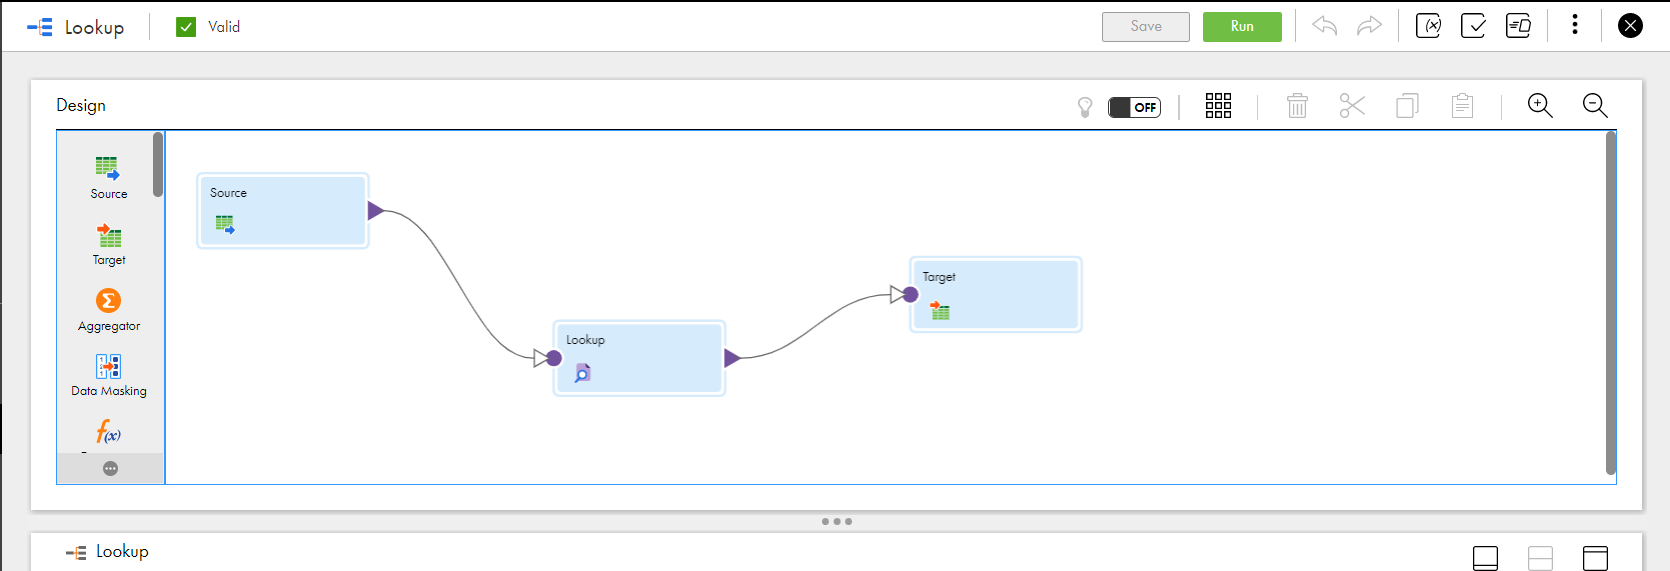 Lookup
Valid
Save
Run
(x)
Design
OFF
Source
Target
Σ
Aggregator
Data Masking
f(x)
Source
Lookup
Target
Lookup